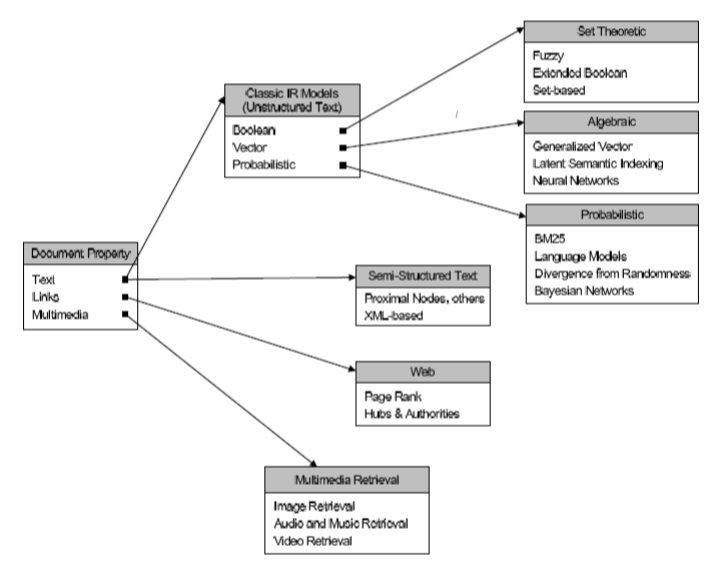 Set Theoretic
Fuzzy
Extended Boolean
Set-based
Classic IR Models
(Unstructured Text)
Boolean
Vector
Probabilistic
Algebraic
Generalized Vector
Latent Semantic Indexing
Neural Networks
Probabilistic
BM25
Language Models
Divergence from Randomness
Bayesian Networks
Document Property
Text
Links
Multimedia
Semi-Structured Text
Proximal Nodes, others
XML-based
Web
Page Rank
Hubs & Authorities
Multimedia Retrieval
Image Retrieval
Audio and Music Retrieval
Video Retrieval